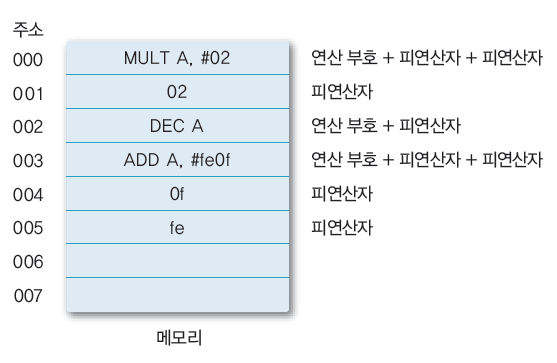 주소
000 MULT A, #02 연산 부호 + 피연산자 + 피연산자
001 02 피연산자
002 DEC A 연산 부호 + 피연산자
003 ADD A, #fe0f 연산 부호 + 피연산자 + 피연산자
004 0f 피연산자
005 fe 피연산자
006
007
메모리